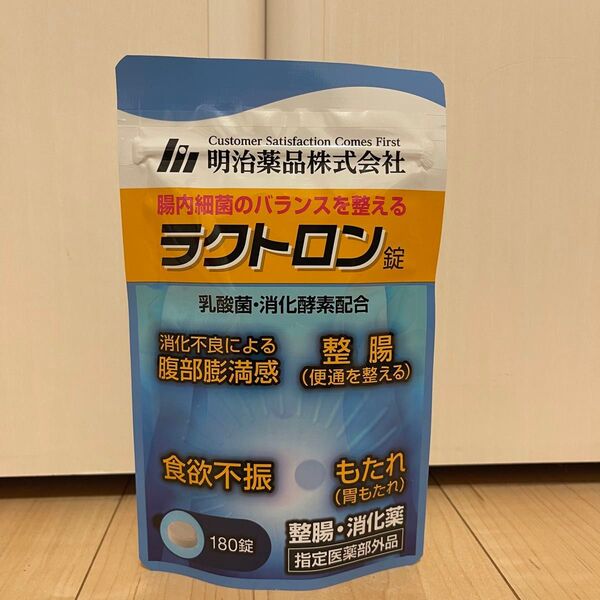 Customer Satisfaction Comes First
明治薬品株式会社
腸内細菌のバランスを整える
ラクトロン錠
乳酸菌・消化酵素配合
消化不良による
腹部膨満感
整腸
(便通を整える)
食欲不振
もたれ
(胃もたれ)
180錠
整腸・消化薬
指定医薬部外品